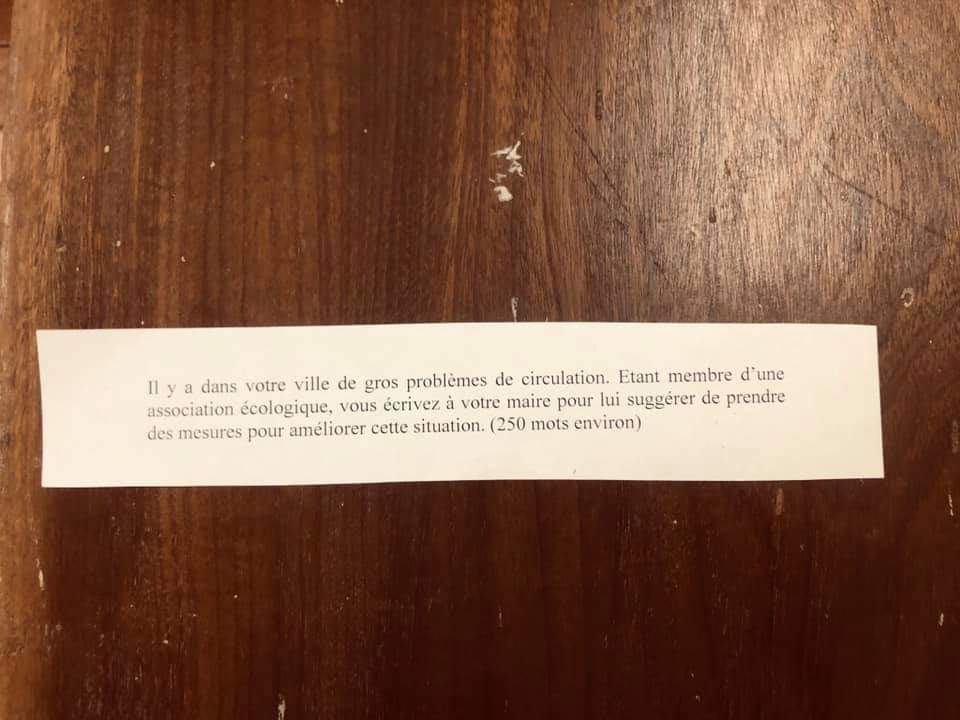 Il y a dans votre ville de gros problèmes de circulation. Etant membre d’une
association écologique, vous écrivez à votre maire pour lui suggérer de prendre
des mesures pour améliorer cette situation. (250 mots environ)